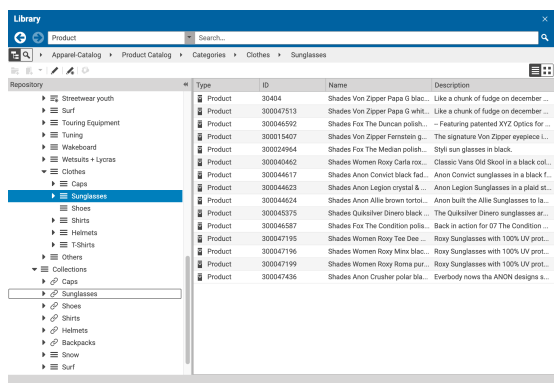 Library
Product
Search...
Apparel-Catalog Product Catalog Categories Clothes Sunglasses
Repository
Streetwear youth
Surf
Touring Equipment
Tuning
Wakeboard
Wetsuits + Lycras
Clothes
Caps
Sunglasses
Shoes
Shirts
Helmets
T-Shirts
Others
Collections
Caps
Sunglasses
Shoes
Shirts
Helmets
Backpacks
Snow
Surf
Type ID Name Description
Product 30404 Shades Von Zipper Papa G blac... Like a chunk of fudge on december ...
Product 300047513 Shades Von Zipper Papa G whit... Like a chunk of fudge on december ...
Product 300046592 Shades Fox The Duncan polish... -- Featuring patented XYZ Optics for ...
Product 300015407 Shades Von Zipper Fernstein g... The signature Von Zipper eyepiece i...
Product 300024964 Shades Fox The Median polish... Styli sun glasses in black.
Product 300040462 Shades Women Roxy Carla rox... Classic Vans Old Skool in a black col...
Product 300044617 Shades Anon Convict black fad... Anon Convict sunglasses in a black f...
Product 300044623 Shades Anon Legion crystal & ... Anon Legion Sunglasses in a plaid st...
Product 300044624 Shades Anon Allie brown tortoi... Anon built the Allie Sunglasses to la...
Product 300045375 Shades Quiksilver Dinero black ... The Quiksilver Dinero sunglasses ar...
Product 300046587 Shades Fox The Condition polis... Back in action for 07 The Condition ...
Product 300047195 Shades Women Roxy Tee Dee ... Roxy Sunglasses with 100% UV prot...
Product 300047196 Shades Women Roxy Minx blac... Roxy Sunglasses with 100% UV prot...
Product 300047199 Shades Women Roxy Roma pur... Roxy Sunglasses with 100% UV prot...
Product 300047436 Shades Anon Crusher polar bla... Everbody nows tha ANON designs s...